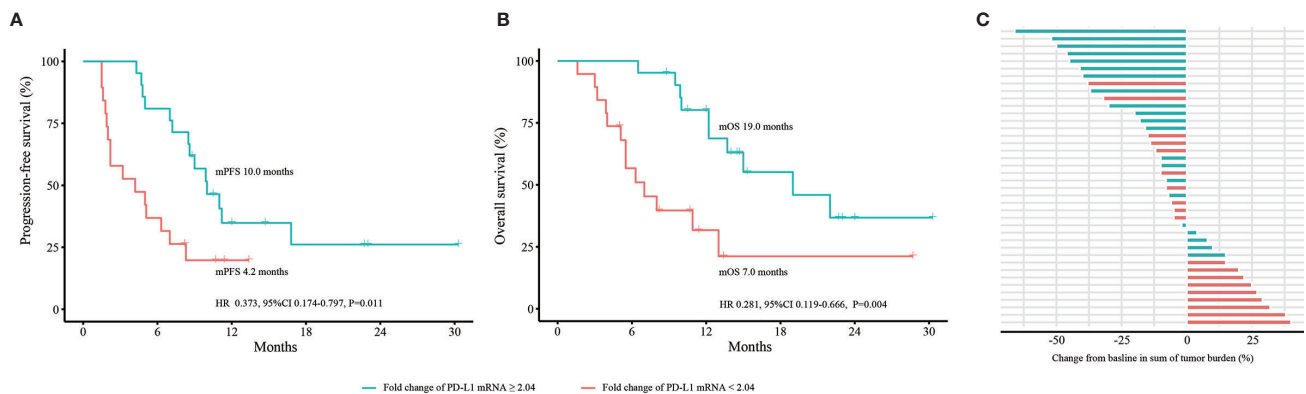 A
B
C
Progression-free survival (%)
100
75
50
25
0
mPFS 10.0 months
mPFS 4.2 months
HR 0.373, 95%CI 0.174-0.797, P=0.011
0 6 12 18 24 30
Months
Overall survival (%)
100
75
50
25
0
mOS 19.0 months
mOS 7.0 months
HR 0.281, 95%CI 0.119-0.666, P=0.004
0 6 12 18 24 30
Months
-50 -25 0 25
Change from basline in sum of tumor burden (%)
Fold change of PD-L1 mRNA ≥ 2.04
Fold change of PD-L1 mRNA < 2.04